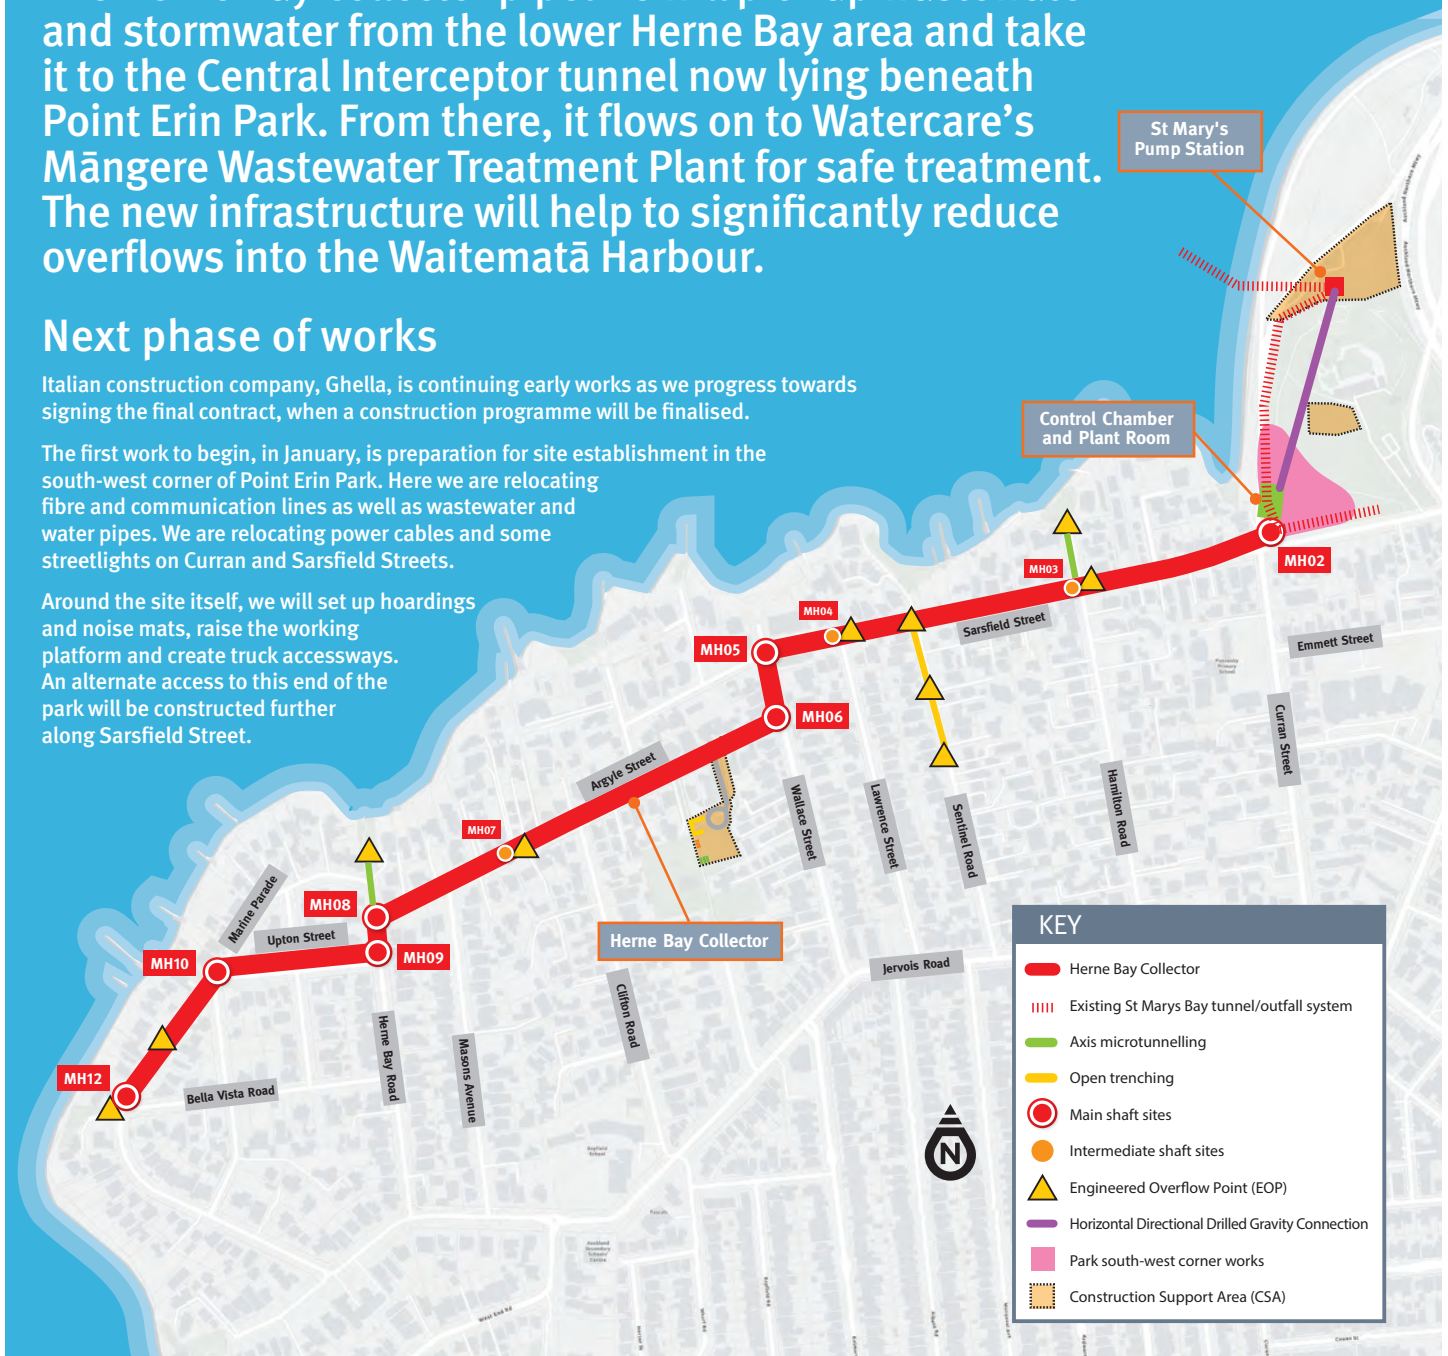 and stormwater from the lower Herne Bay area and take
it to the Central Interceptor tunnel now lying beneath
Point Erin Park. From there, it flows on to Watercare's
Māngere Wastewater Treatment Plant for safe treatment.
The new infrastructure will help to significantly reduce
overflows into the Waitematā Harbour.
Next phase of works
Italian construction company, Ghella, is continuing early works as we progress towards
signing the final contract, when a construction programme will be finalised.
The first work to begin, in January, is preparation for site establishment in the
south-west corner of Point Erin Park. Here we are relocating
fibre and communication lines as well as wastewater and
water pipes. We are relocating power cables and some
streetlights on Curran and Sarsfield Streets.
Around the site itself, we will set up hoardings
and noise mats, raise the working
platform and create truck accessways.
An alternate access to this end of the
park will be constructed further
along Sarsfield Street.
St Mary's
Pump Station
Control Chamber
and Plant Room
MH02
MH03
MH04
MH05
MH06
Sarsfield Street
Emmett Street
Ponsonby
Primary
School
Curran Street
Hamilton Road
Sentinel Road
Lawrence Street
Wallace Street
Argyle Street
MH07
Herne Bay Collector
MH08
MH09
MH10
MH12
Marine Parade
Upton Street
Bella Vista Road
Herne Bay Road
Masons Avenue
Clifton Road
Jervois Road
Bayfield
School
Auckland
Secondary
Schools
Centre
West End Rd
N
KEY
Herne Bay Collector
Existing St Marys Bay tunnel/outfall system
Axis microtunnelling
Open trenching
Main shaft sites
Intermediate shaft sites
Engineered Overflow Point (EOP)
Horizontal Directional Drilled Gravity Connection
Park south-west corner works
Construction Support Area (CSA)